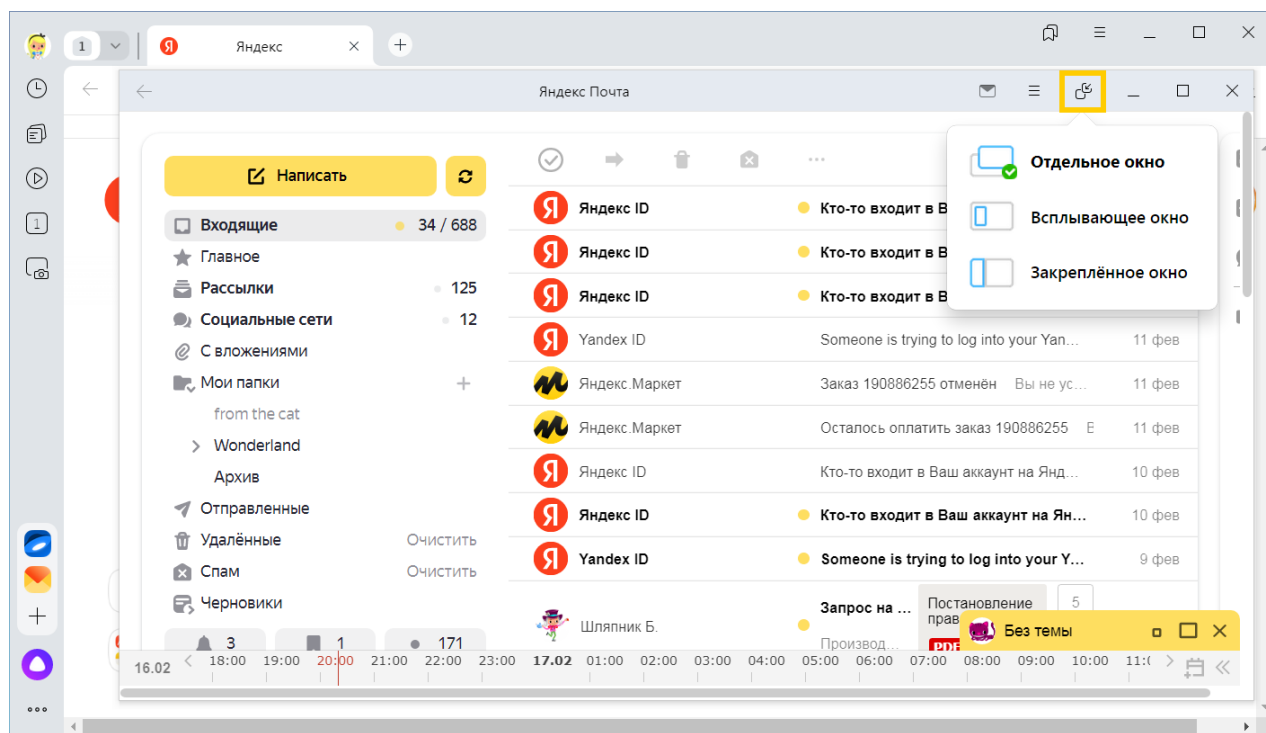 1
Я
Яндекс
Яндекс Почта
Написать
Отдельное окно
Всплывающее окно
Закреплённое окно
1
Входящие 34 / 688
Главное
Рассылки 125
Социальные сети 12
С вложениями
Мои папки
from the cat
Wonderland
Архив
Отправленные
Удалённые Очистить
Спам Очистить
Черновики
3 1 171
Я Яндекс ID Кто-то входит в В
Я Яндекс ID Кто-то входит в В
Я Яндекс ID Кто-то входит в В
Я Yandex ID Someone is trying to log into your Yan... 11 фев
Яндекс.Маркет Заказ 190886255 отменён Вы не ус... 11 фев
Яндекс.Маркет Осталось оплатить заказ 190886255 В 11 фев
Я Яндекс ID Кто-то входит в Ваш аккаунт на Янд... 10 фев
Я Яндекс ID Кто-то входит в Ваш аккаунт на Ян... 10 фев
Я Yandex ID Someone is trying to log into your Y... 9 фев
Шляпник Б. Запрос на ... Постановление 5
прав
Производ... PDF
Без темы
16.02 18:00 19:00 20:00 21:00 22:00 23:00 17.02 01:00 02:00 03:00 04:00 05:00 06:00 07:00 08:00 09:00 10:00 11:(